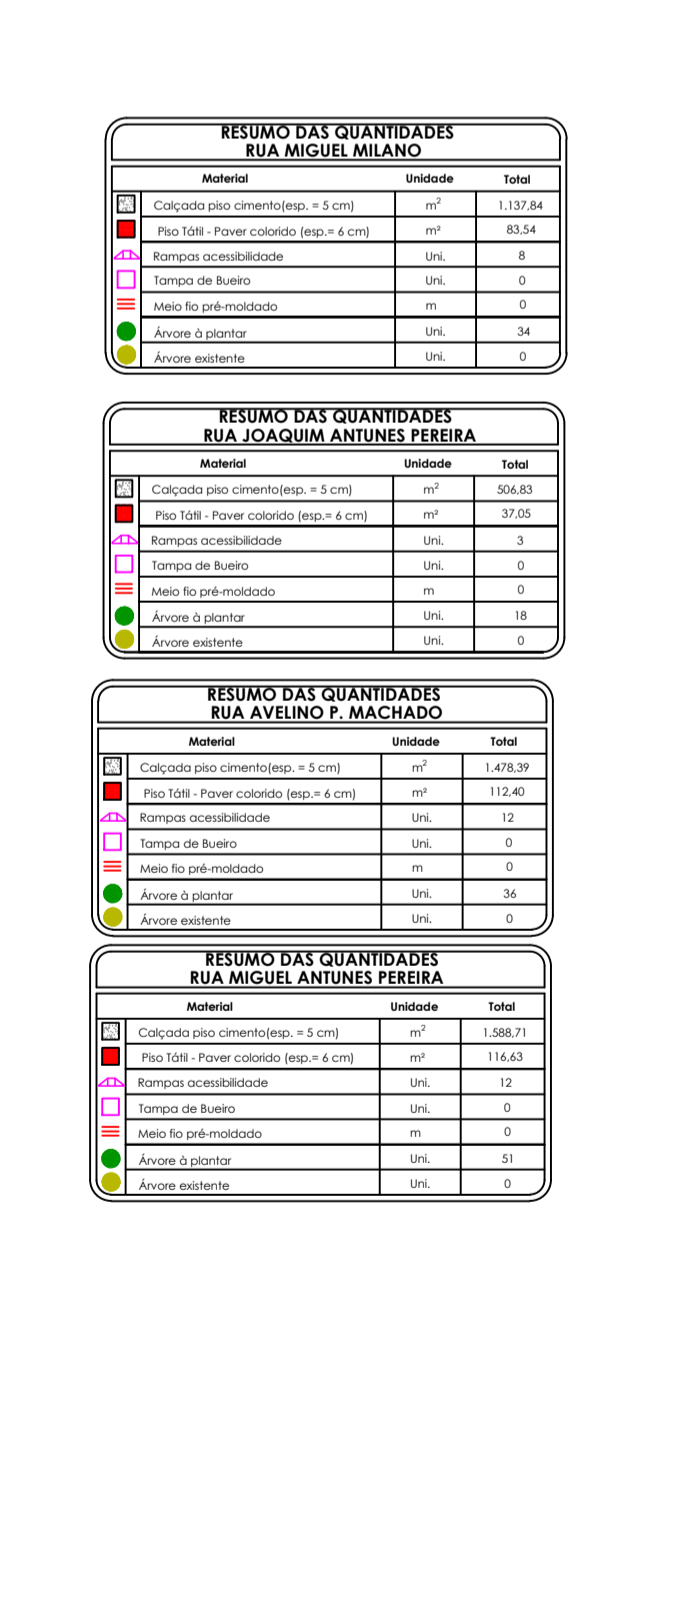 RESUMO DAS QUANTIDADES
RUA MIGUEL MILANO
Material Unidade Total
Calçada piso cimento(esp. = 5 cm) m² 1.137,84
Piso Tátil - Paver colorido (esp.= 6 cm) m² 83,54
Rampas acessibilidade Uni. 8
Tampa de Bueiro Uni. 0
Meio fio pré-moldado m 0
Árvore à plantar Uni. 34
Árvore existente Uni. 0
RESUMO DAS QUANTIDADES
RUA JOAQUIM ANTUNES PEREIRA
Material Unidade Total
Calçada piso cimento(esp. = 5 cm) m² 506,83
Piso Tátil - Paver colorido (esp.= 6 cm) m² 37,05
Rampas acessibilidade Uni. 3
Tampa de Bueiro Uni. 0
Meio fio pré-moldado m 0
Árvore à plantar Uni. 18
Árvore existente Uni. 0
RESUMO DAS QUANTIDADES
RUA AVELINO P. MACHADO
Material Unidade Total
Calçada piso cimento(esp. = 5 cm) m² 1.478,39
Piso Tátil - Paver colorido (esp.= 6 cm) m² 112,40
Rampas acessibilidade Uni. 12
Tampa de Bueiro Uni. 0
Meio fio pré-moldado m 0
Árvore à plantar Uni. 36
Árvore existente Uni. 0
RESUMO DAS QUANTIDADES
RUA MIGUEL ANTUNES PEREIRA
Material Unidade Total
Calçada piso cimento(esp. = 5 cm) m² 1.588,71
Piso Tátil - Paver colorido (esp.= 6 cm) m² 116,63
Rampas acessibilidade Uni. 12
Tampa de Bueiro Uni. 0
Meio fio pré-moldado m 0
Árvore à plantar Uni. 51
Árvore existente Uni. 0